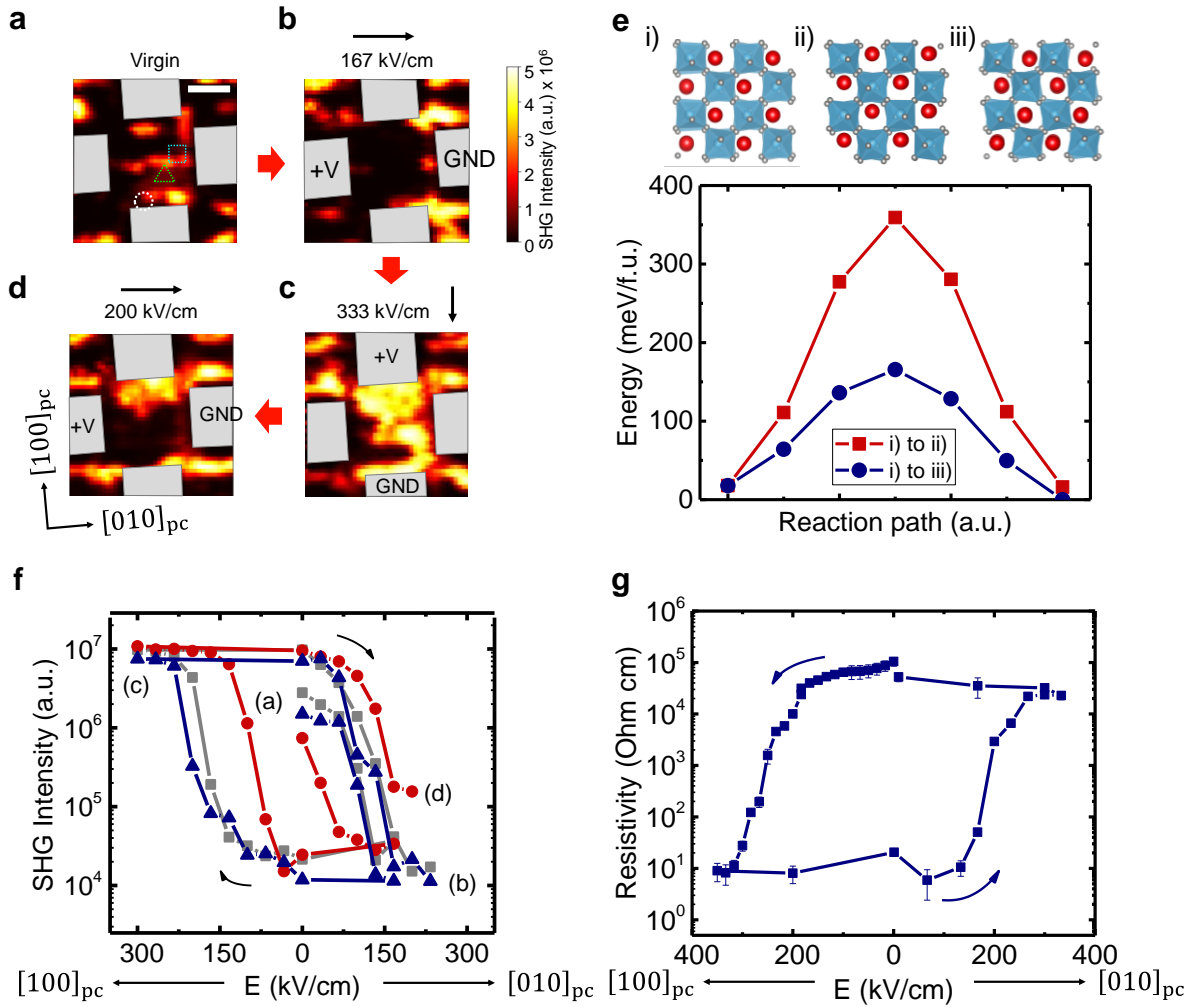 a
Virgin
b
167 kV/cm
+V
GND
5
4
3
2
1
0
SHG Intensity (a.u.) x 10⁶
d
200 kV/cm
+V
GND
c
333 kV/cm
+V
GND
[100]pc
[010]pc
e
i)
ii)
iii)
400
300
200
100
0
Energy (meV/f.u.)
i) to ii)
i) to iii)
Reaction path (a.u.)
f
10⁷
10⁶
10⁵
10⁴
SHG Intensity (a.u.)
(c)
(a)
(d)
(b)
300
150
0
150
300
[100]pc
E (kV/cm)
[010]pc
g
10⁶
10⁵
10⁴
10³
10²
10¹
10⁰
Resistivity (Ohm cm)
400
200
0
200
400
[100]pc
E (kV/cm)
[010]pc